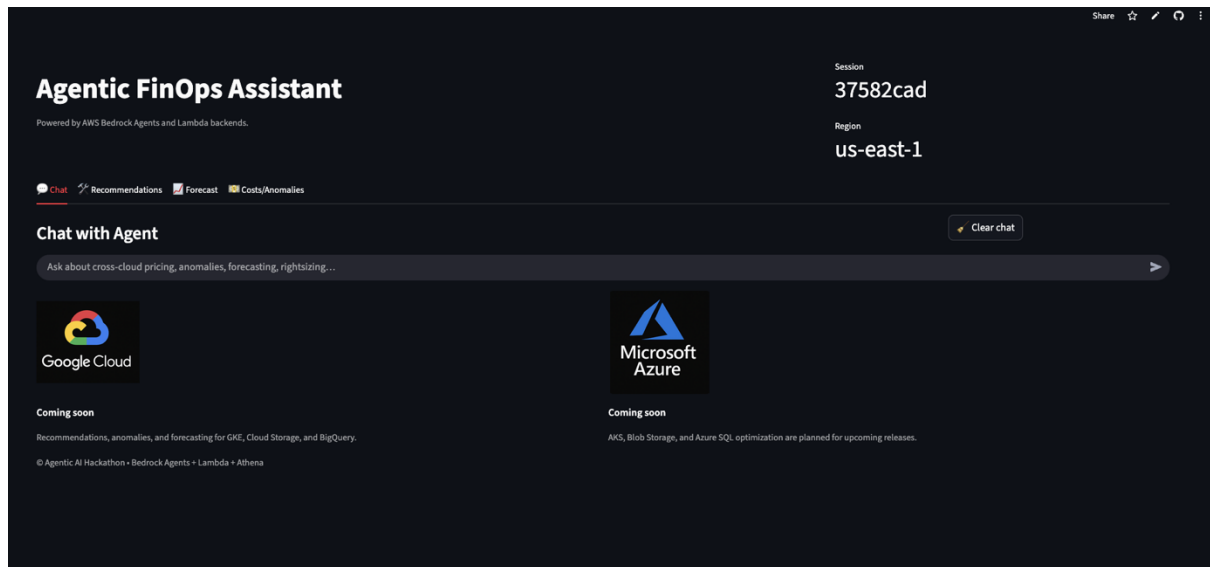 Share
Agentic FinOps Assistant
Powered by AWS Bedrock Agents and Lambda backends.
Session
37582cad
Region
us-east-1
Chat
Recommendations
Forecast
Costs/Anomalies
Chat with Agent
Clear chat
Ask about cross-cloud pricing, anomalies, forecasting, rightsizing...
Google Cloud
Coming soon
Recommendations, anomalies, and forecasting for GKE, Cloud Storage, and BigQuery.
Microsoft
Azure
Coming soon
AKS, Blob Storage, and Azure SQL optimization are planned for upcoming releases.
© Agentic AI Hackathon • Bedrock Agents + Lambda + Athena